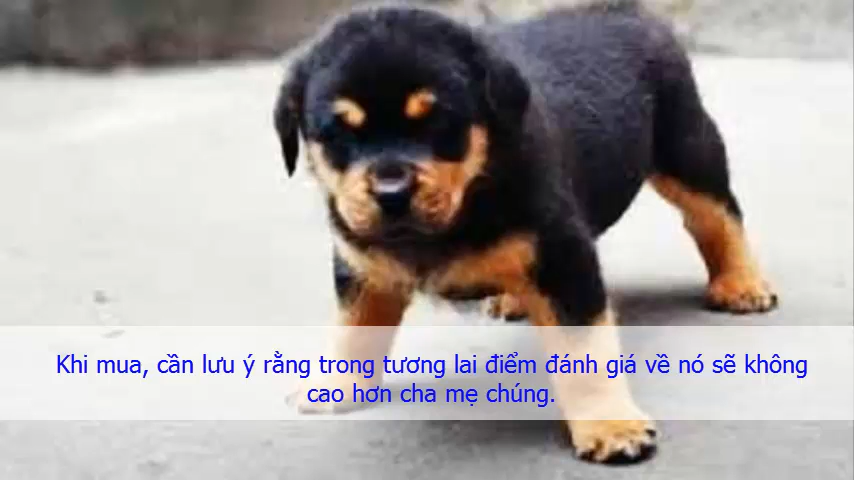 Khi mua, cần lưu ý rằng trong tương lai điểm đánh giá về nó sẽ không
cao hơn cha mẹ chúng.